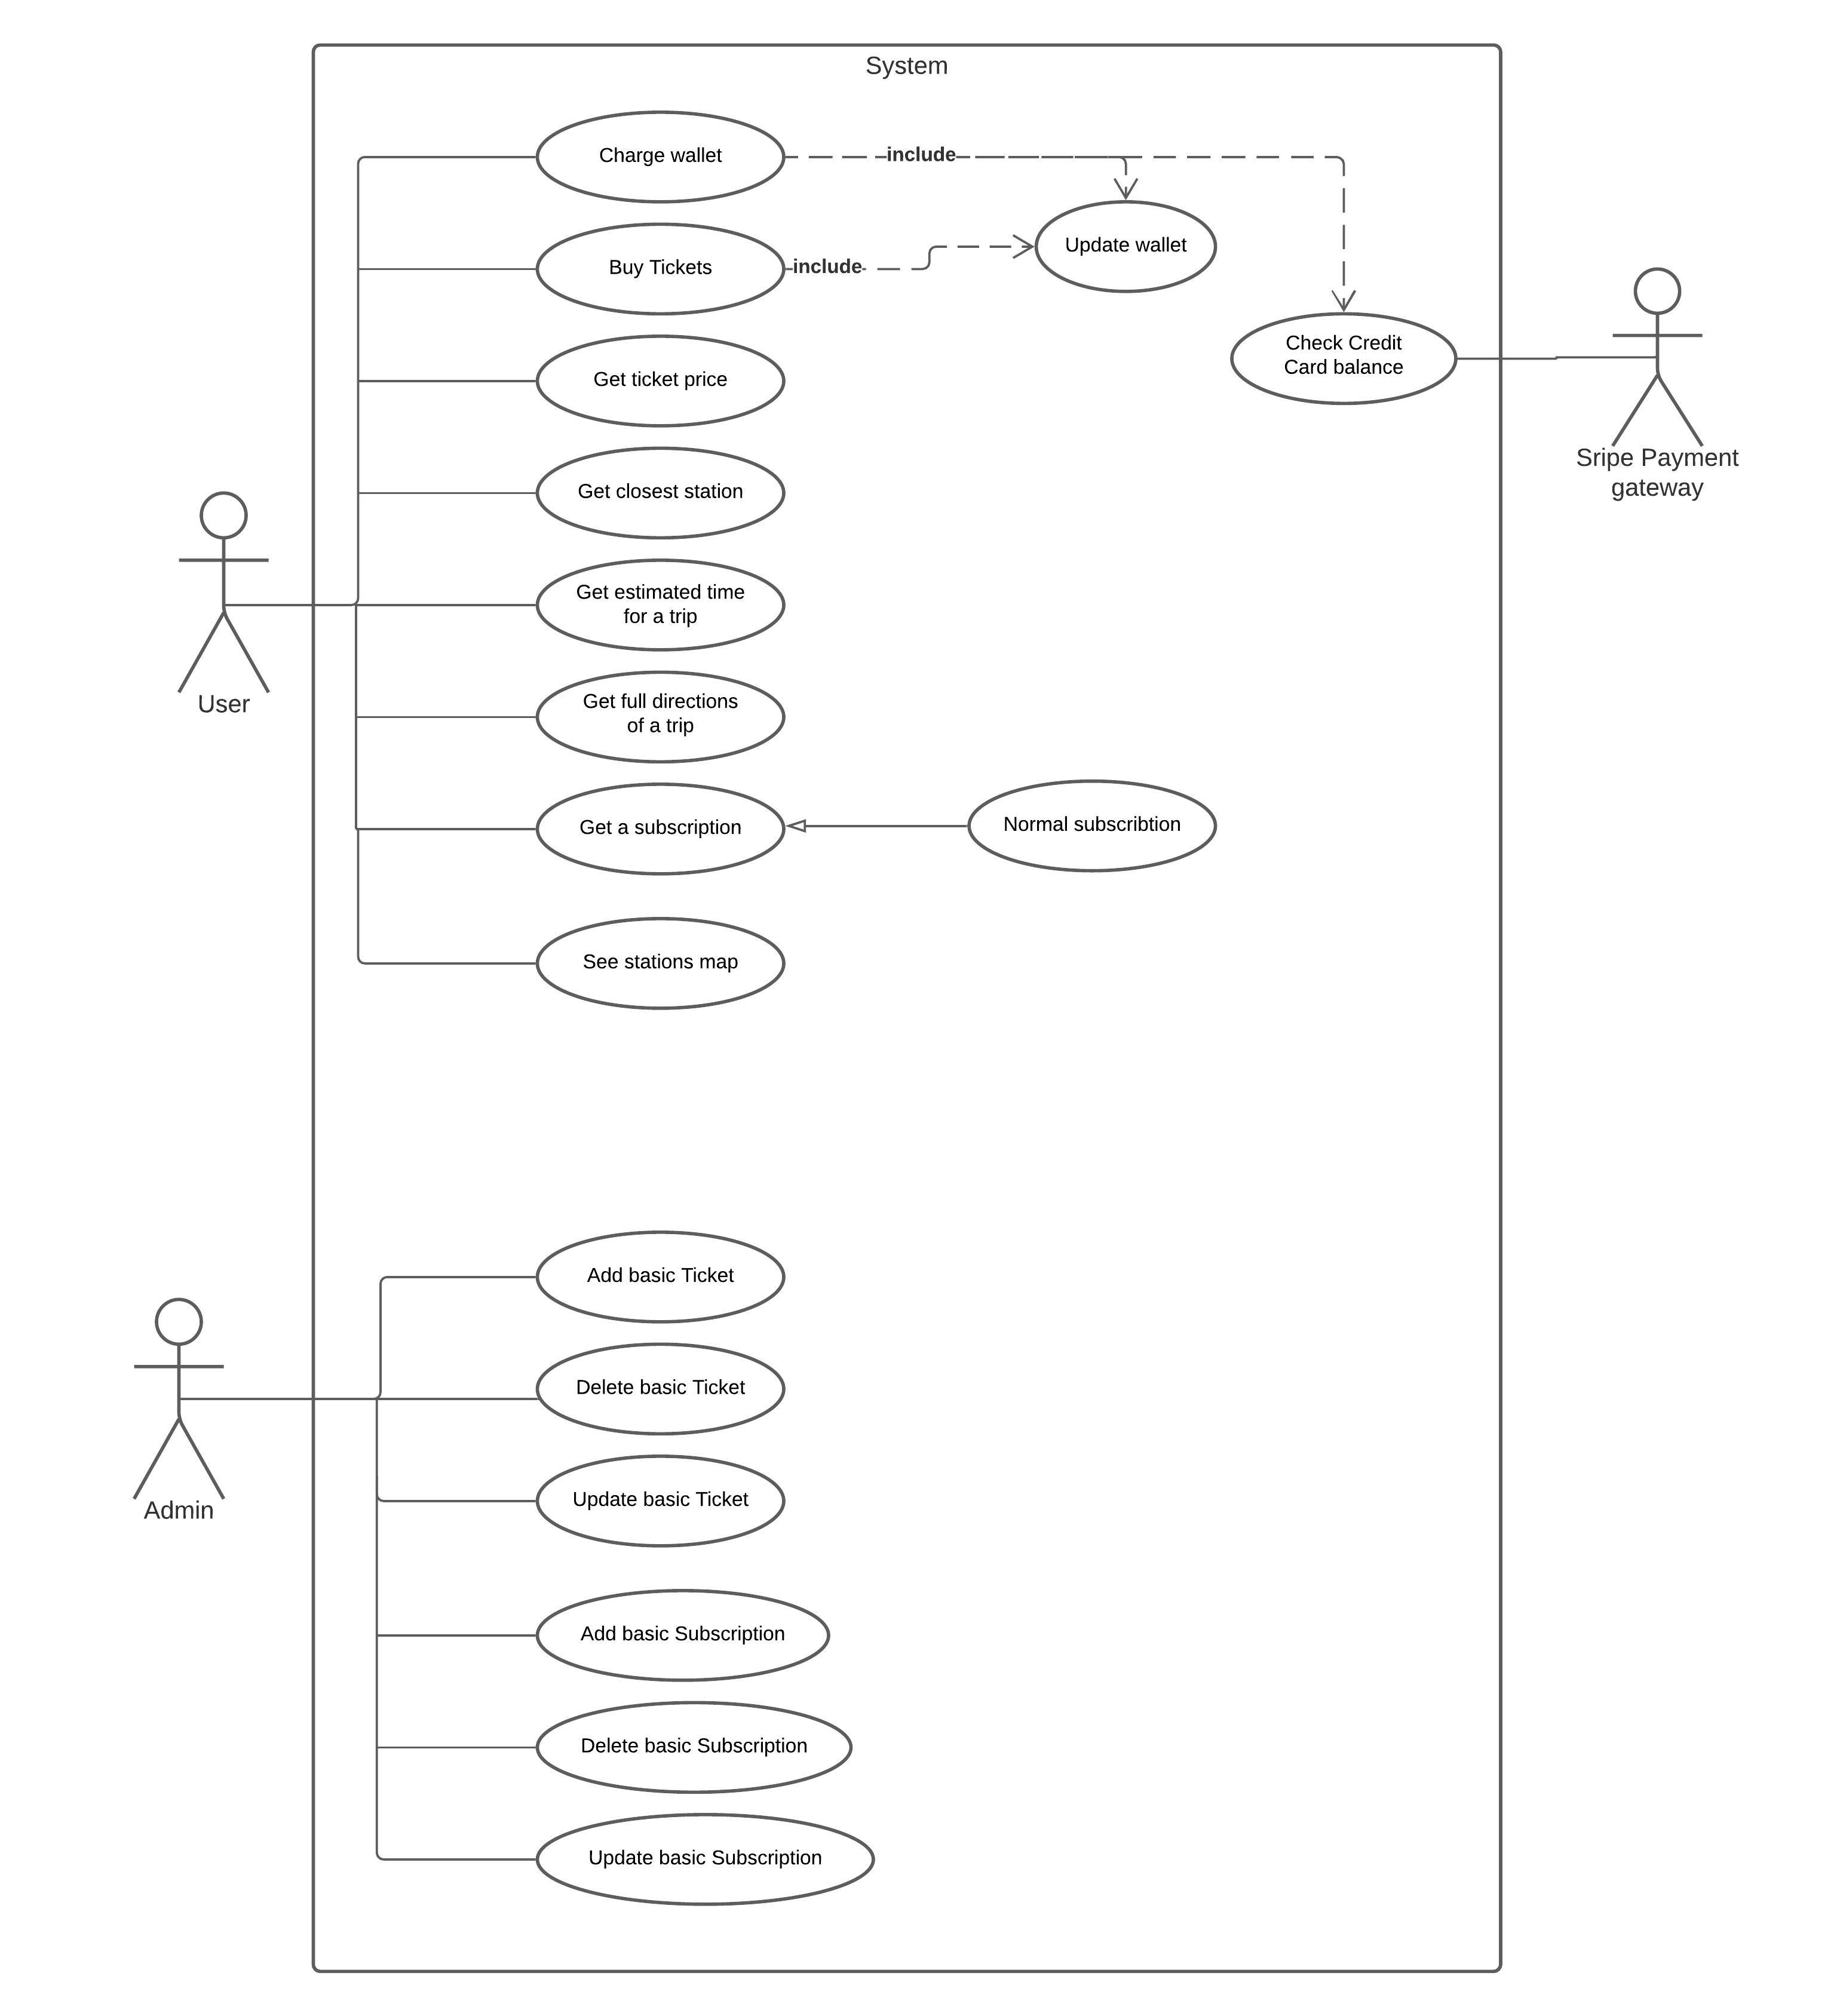 System
Charge wallet
include
Update wallet
Buy Tickets
include
Check Credit
Card balance
Get ticket price
Sripe Payment
gateway
Get closest station
Get estimated time
for a trip
User
Get full directions
of a trip
Get a subscription
Normal subscribtion
See stations map
Add basic Ticket
Delete basic Ticket
Admin
Update basic Ticket
Add basic Subscription
Delete basic Subscription
Update basic Subscription